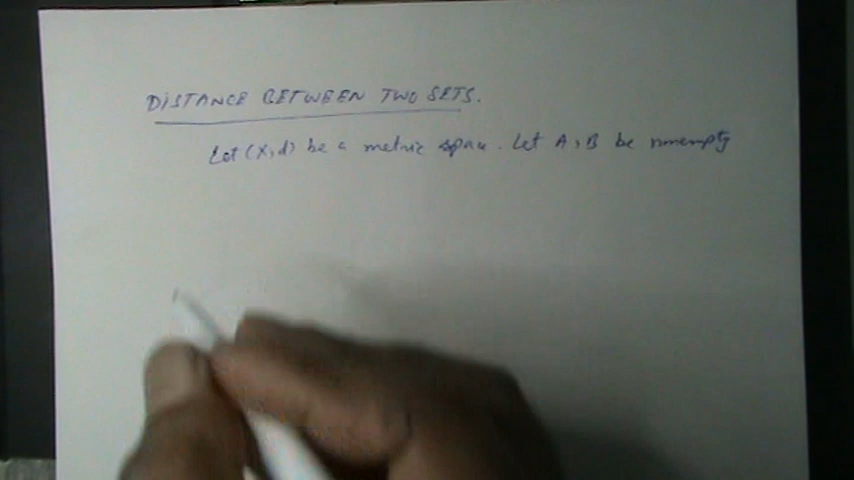 DISTANCE BETWEEN TWO SETS.
Let (X,d) be a metric space. Let A, B be nonempty